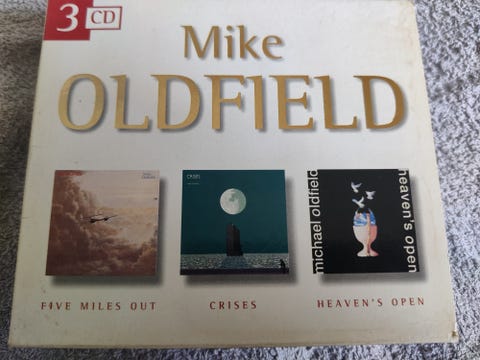 3 CD
Mike
OLDFIELD
CRISES
michael oldfield
heaven's open
FIVE MILES OUT
CRISES
HEAVEN'S OPEN